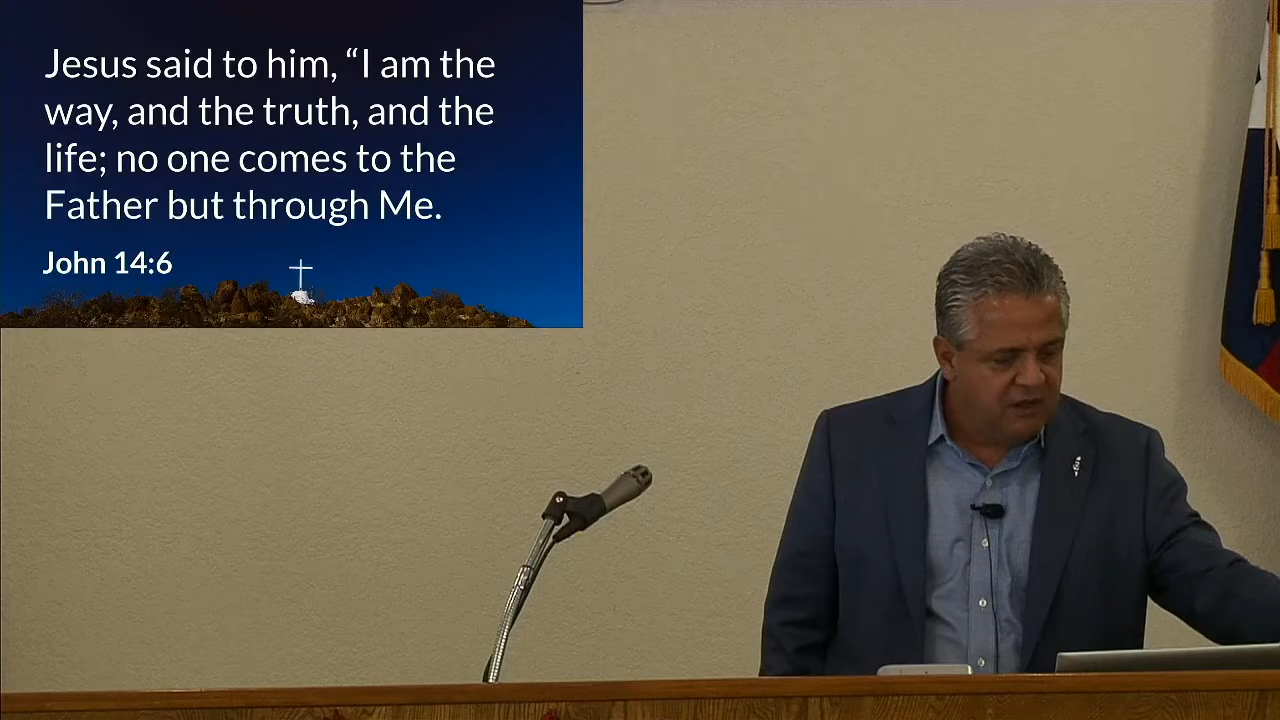 Jesus said to him, “I am the
way, and the truth, and the
life; no one comes to the
Father but through Me.
John 14:6